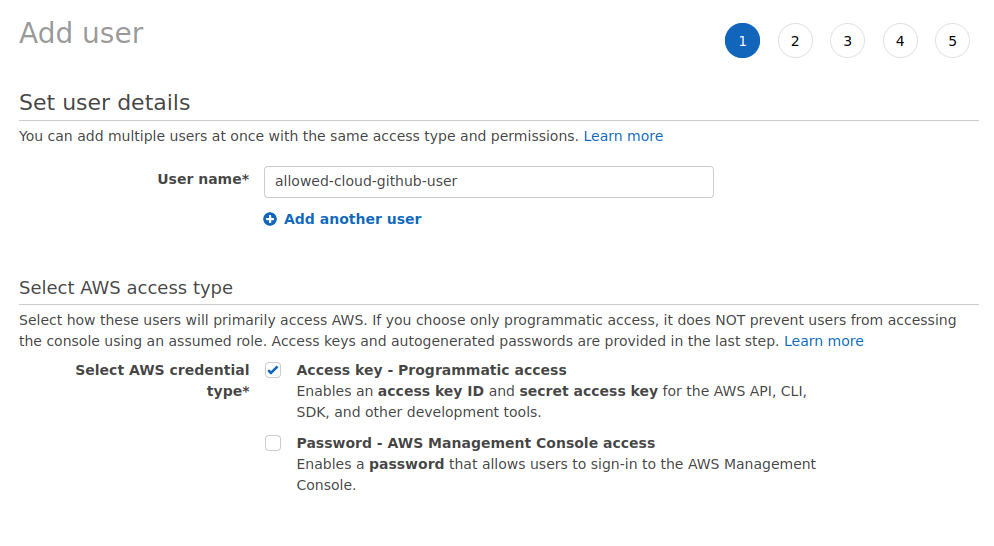 Add user
1 2 3 4 5
Set user details
You can add multiple users at once with the same access type and permissions. Learn more
User name* allowed-cloud-github-user
Add another user
Select AWS access type
Select how these users will primarily access AWS. If you choose only programmatic access, it does NOT prevent users from accessing
the console using an assumed role. Access keys and autogenerated passwords are provided in the last step. Learn more
Select AWS credential
type*
Access key - Programmatic access
Enables an access key ID and secret access key for the AWS API, CLI,
SDK, and other development tools.
Password - AWS Management Console access
Enables a password that allows users to sign-in to the AWS Management
Console.